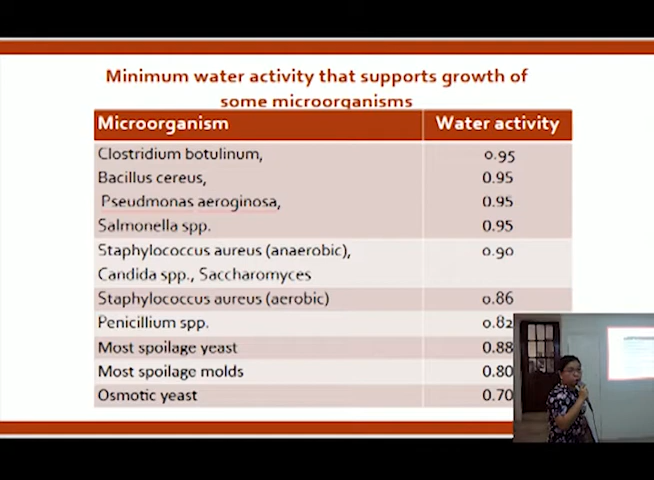 Minimum water activity that supports growth of
some microorganisms
Microorganism Water activity
Clostridium botulinum, 0.95
Bacillus cereus, 0.95
Pseudmonas aeroginosa, 0.95
Salmonella spp. 0.95
Staphylococcus aureus (anaerobic), 0.90
Candida spp., Saccharomyces
Staphylococcus aureus (aerobic) 0.86
Penicillium spp. 0.82
Most spoilage yeast 0.88
Most spoilage molds 0.80
Osmotic yeast 0.70